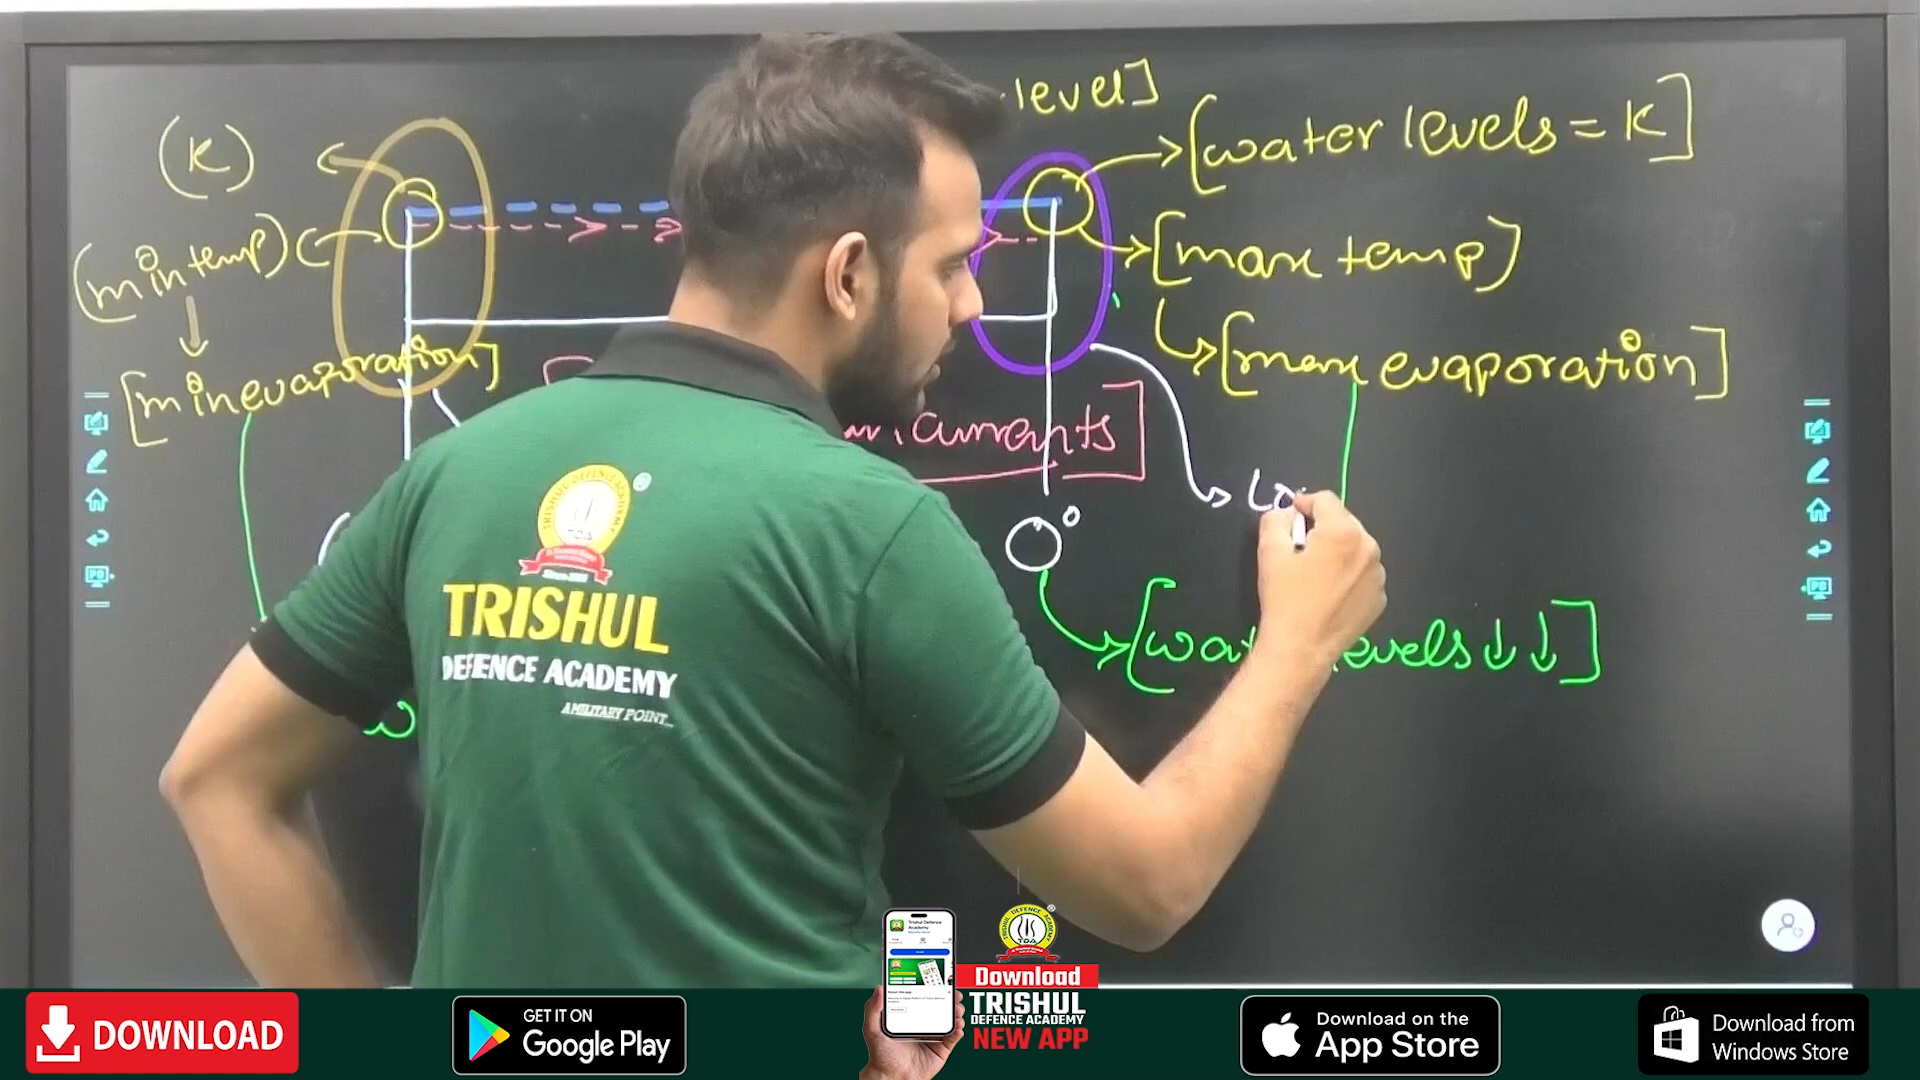 level]
(K)
[water levels = K]
(min temp)
[max temp)
[min evaporation]
[max evaporation]
currents]
[wat levels↓↓]
TDA
TRISHUL
DEFENCE ACADEMY
A MILITARY POINT...
DOWNLOAD
GET IT ON
Google Play
Download
TRISHUL
DEFENCE ACADEMY
NEW APP
Download on the
App Store
Download from
Windows Store